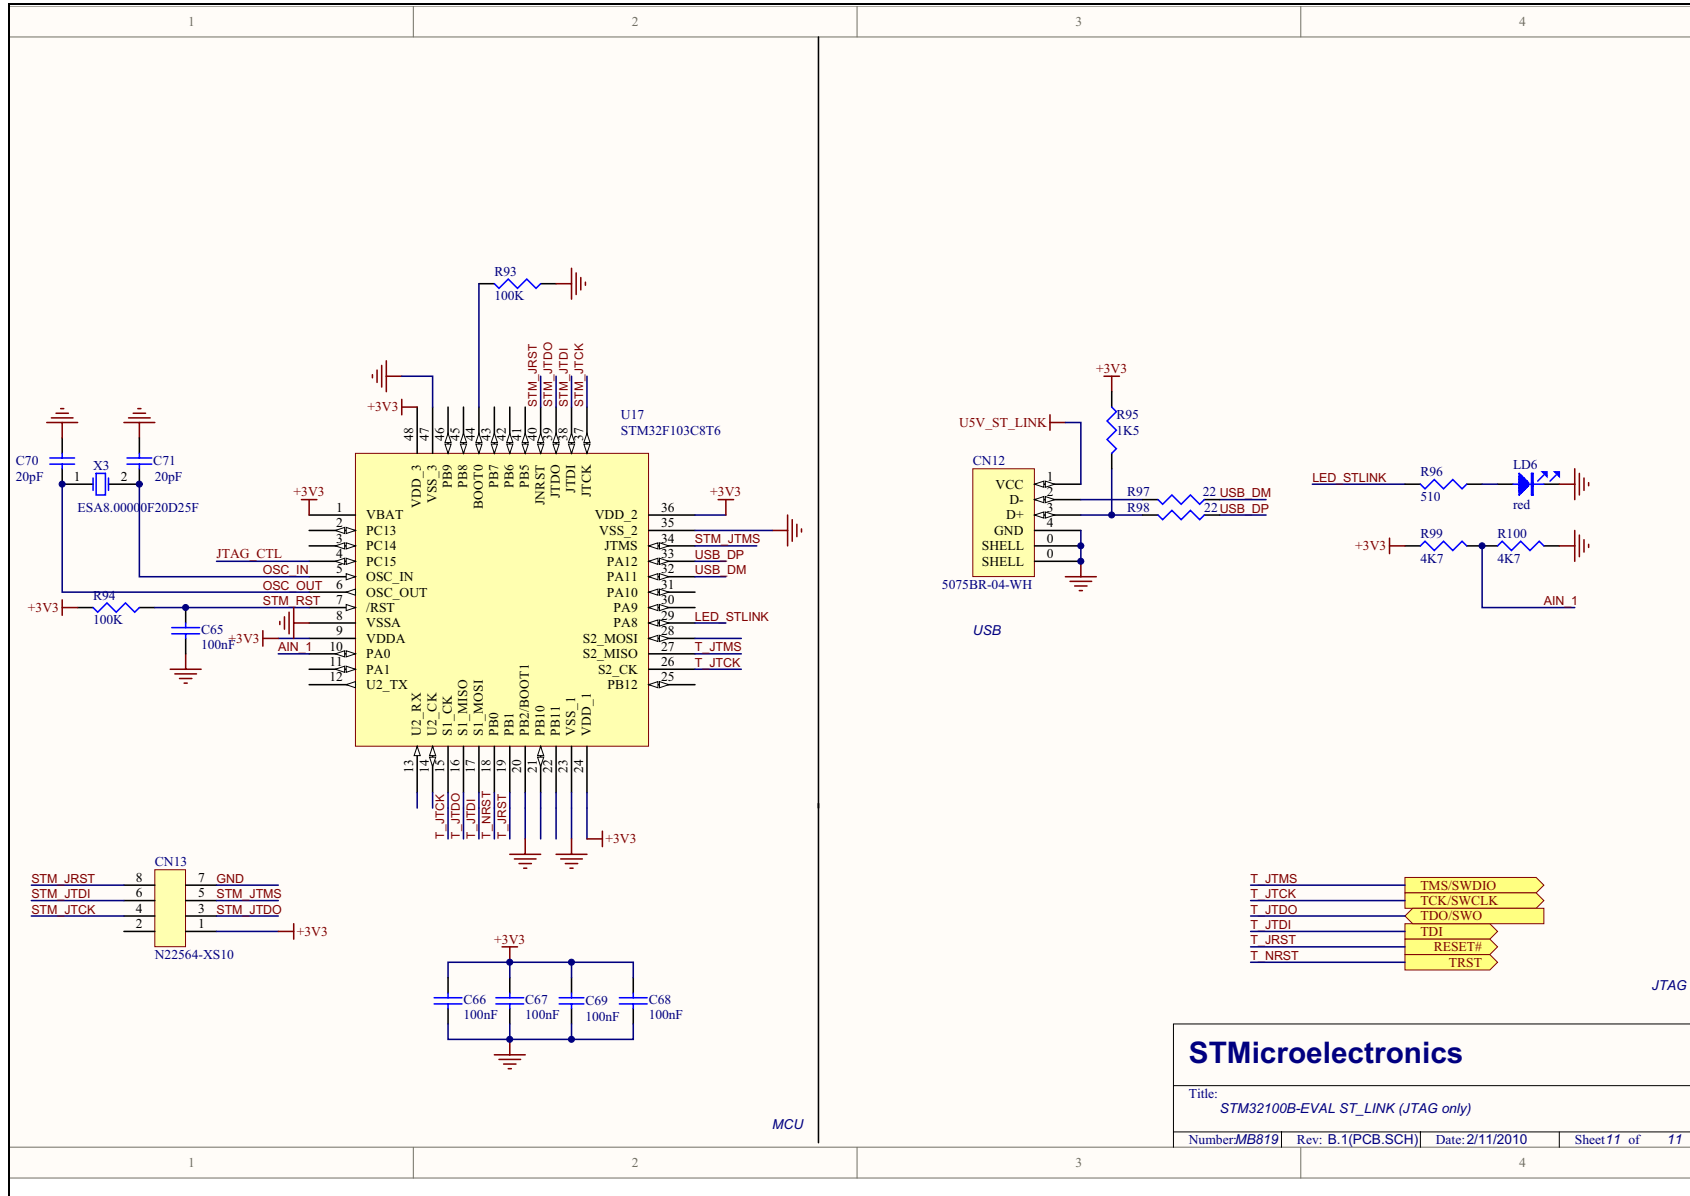 1 2 3 4
R93
100K
STM_JRST
STM_JTDO
STM_JTDI
STM_JTCK
+3V3
48
47
46
45
44
43
42
41
40
39
38
37
U17
STM32F103C8T6
VDD_3
VSS_3
PB9
PB8
BOOT0
PB7
PB6
PB5
JNRST
JTDO
JTDI
JTCK
C70
20pF
X3
1 2
C71
20pF
ESA8.00000F20D25F
+3V3
1 VBAT
2 PC13
3 PC14
JTAG_CTL 4 PC15
OSC_IN 5 OSC_IN
OSC_OUT 6 OSC_OUT
STM_RST 7 /RST
8 VSSA
+3V3 9 VDDA
AIN_1 10 PA0
11 PA1
12 U2_TX
+3V3
R94
100K
C65
100nF
+3V3
VDD_2 36
VSS_2 35
JTMS 34 STM_JTMS
PA12 33 USB_DP
PA11 32 USB_DM
PA10 31
PA9 30
PA8 29 LED_STLINK
S2_MOSI 28
S2_MISO 27 T_JTMS
S2_CK 26 T_JTCK
PB12 25
U2_RX
U2_CK
S1_CK
S1_MISO
S1_MOSI
PB0
PB1
PB2/BOOT1
PB10
PB11
VSS_1
VDD_1
13
14
15
16
17
18
19
20
21
22
23
24
T_JTCK
T_JTDO
T_JTDI
T_NRST
T_JRST
+3V3
CN13
STM_JRST 8 7 GND
STM_JTDI 6 5 STM_JTMS
STM_JTCK 4 3 STM_JTDO
2 1 +3V3
N22564-XS10
+3V3
C66
100nF
C67
100nF
C69
100nF
C68
100nF
MCU
+3V3
R95
1K5
U5V_ST_LINK
CN12
VCC 1
D- 2
D+ 3
GND 4
SHELL 0
SHELL 0
5075BR-04-WH
R97 22 USB_DM
R98 22 USB_DP
USB
LED_STLINK
R96
510
LD6
red
+3V3
R99
4K7
R100
4K7
AIN_1
T_JTMS TMS/SWDIO
T_JTCK TCK/SWCLK
T_JTDO TDO/SWO
T_JTDI TDI
T_JRST RESET#
T_NRST TRST
JTAG
STMicroelectronics
Title:
STM32100B-EVAL ST_LINK (JTAG only)
Number:MB819 Rev: B.1(PCB.SCH) Date:2/11/2010 Sheet 11 of 11
1 2 3 4